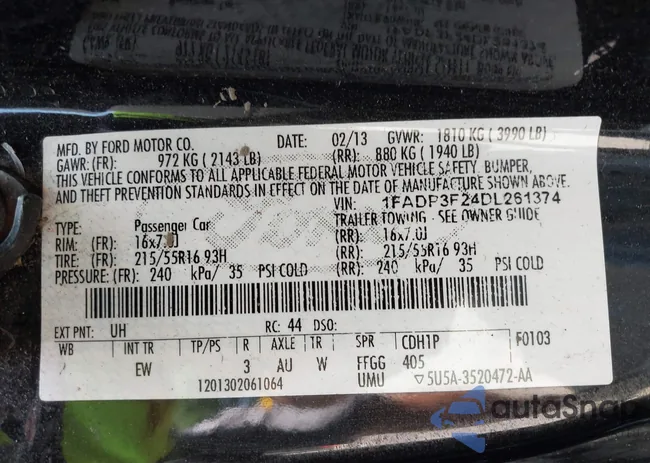 MFD. BY FORD MOTOR CO. DATE: 02/13 GVWR: 1810 KG ( 3990 LB)
GAWR: (FR): 972 KG ( 2143 LB) (RR): 880 KG ( 1940 LB)
THIS VEHICLE CONFORMS TO ALL APPLICABLE FEDERAL MOTOR VEHICLE SAFETY, BUMPER,
AND THEFT PREVENTION STANDARDS IN EFFECT ON THE DATE OF MANUFACTURE SHOWN ABOVE.
VIN: 1FADP3F24DL261374
TYPE: Passenger Car TRAILER TOWING - SEE OWNER GUIDE
RIM: (FR): 16x7.0J (RR): 16x7.0J
TIRE: (FR): 215/55R16 93H (RR): 215/55R16 93H
PRESSURE: (FR): 240 kPa/ 35 PSI COLD (RR): 240 kPa/ 35 PSI COLD
EXT PNT: UH RC: 44 DSO: F0103
WB INT TR TP/PS R AXLE TR SPR CDH1P
EW 3 AU W FFGG 405
1201302061064 UMU ▽5U5A-3520472-AA
autoSnap